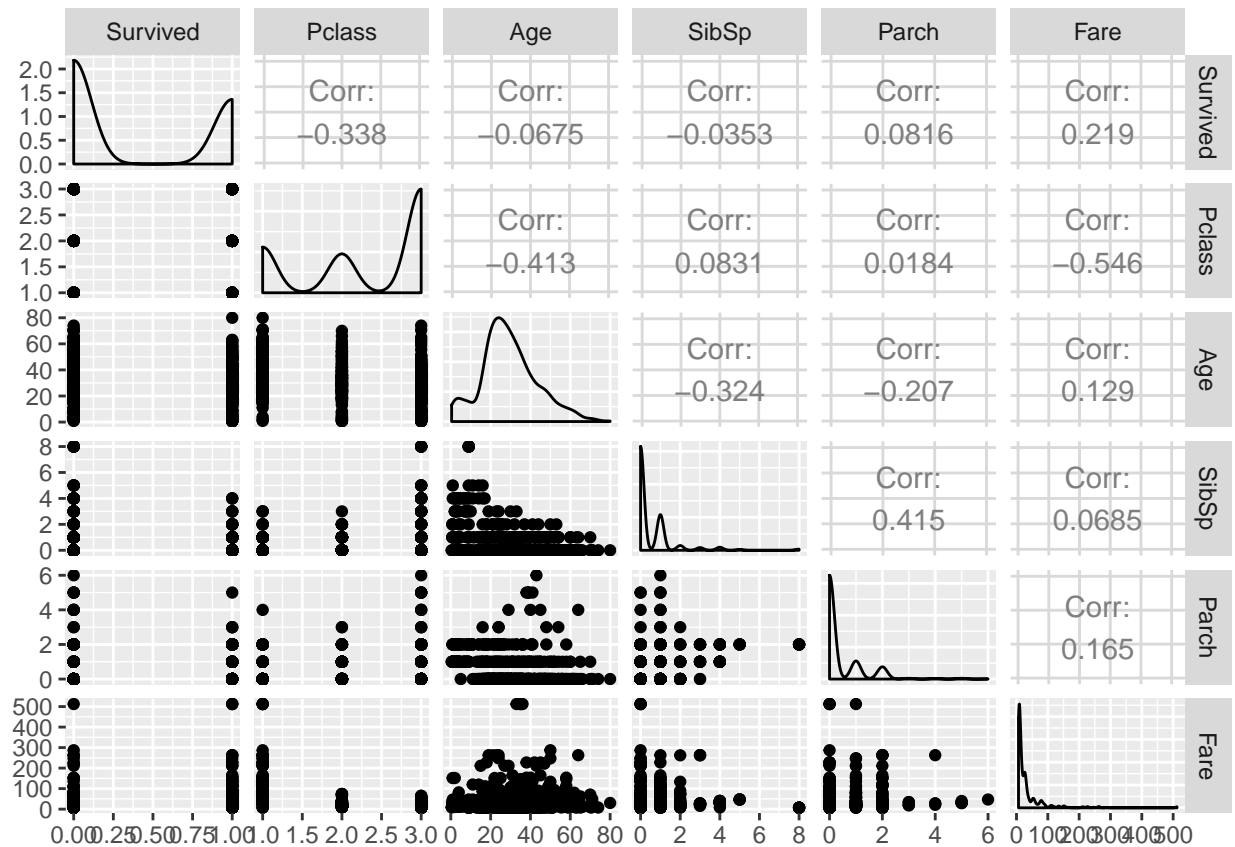 Survived Pclass Age SibSp Parch Fare
2.0
1.5
1.0
0.5
0.0
Corr:
−0.338
Corr:
−0.0675
Corr:
−0.0353
Corr:
0.0816
Corr:
0.219
Survived
3.0
2.5
2.0
1.5
1.0
Corr:
−0.413
Corr:
0.0831
Corr:
0.0184
Corr:
−0.546
Pclass
80
60
40
20
0
Corr:
−0.324
Corr:
−0.207
Corr:
0.129
Age
8
6
4
2
0
Corr:
0.415
Corr:
0.0685
SibSp
6
4
2
0
Corr:
0.165
Parch
500
400
300
200
100
0
Fare
0.00 0.25 0.50 0.75 1.00 1.0 1.5 2.0 2.5 3.0 0 20 40 60 80 0 2 4 6 8 0 2 4 6 0 100 200 300 400 500